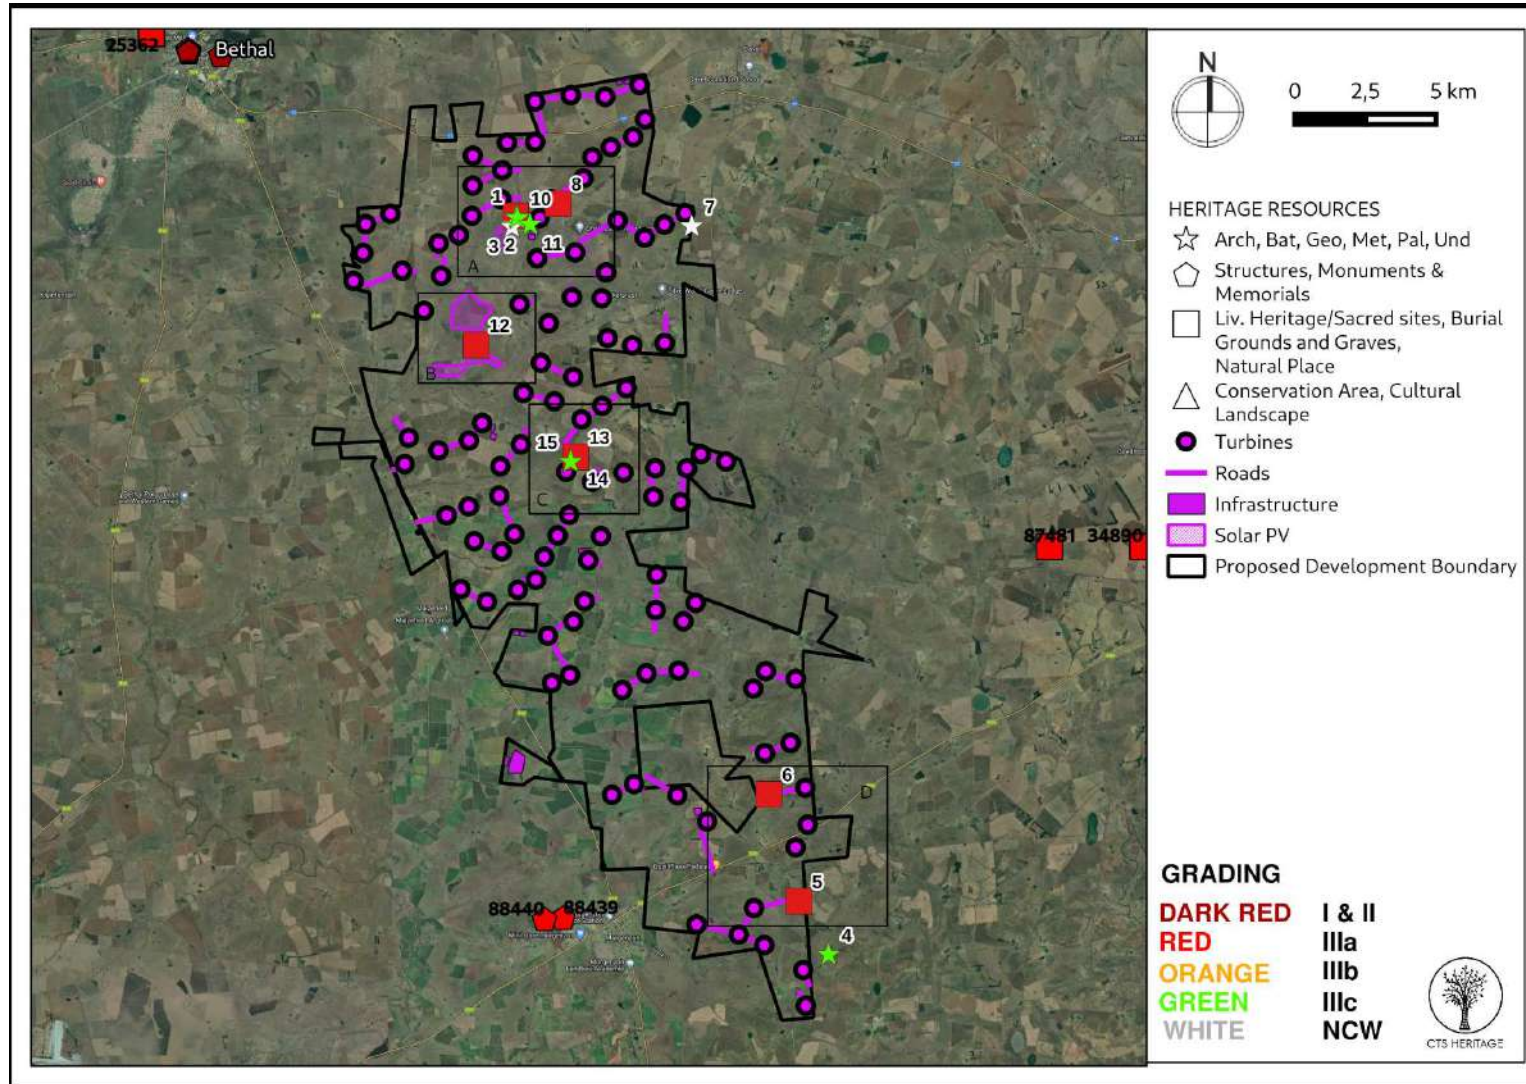 25362
Bethal
1
10
8
7
3 2
11
A
12
B
15
13
14
C
87481 34890
6
D
5
88440 88439
4
N
0 2,5 5 km
HERITAGE RESOURCES
Arch, Bat, Geo, Met, Pal, Und
Structures, Monuments &
Memorials
Liv. Heritage/Sacred sites, Burial
Grounds and Graves,
Natural Place
Conservation Area, Cultural
Landscape
Turbines
Roads
Infrastructure
Solar PV
Proposed Development Boundary
GRADING
DARK RED I & II
RED IIIa
ORANGE IIIb
GREEN IIIc
WHITE NCW
CTS HERITAGE